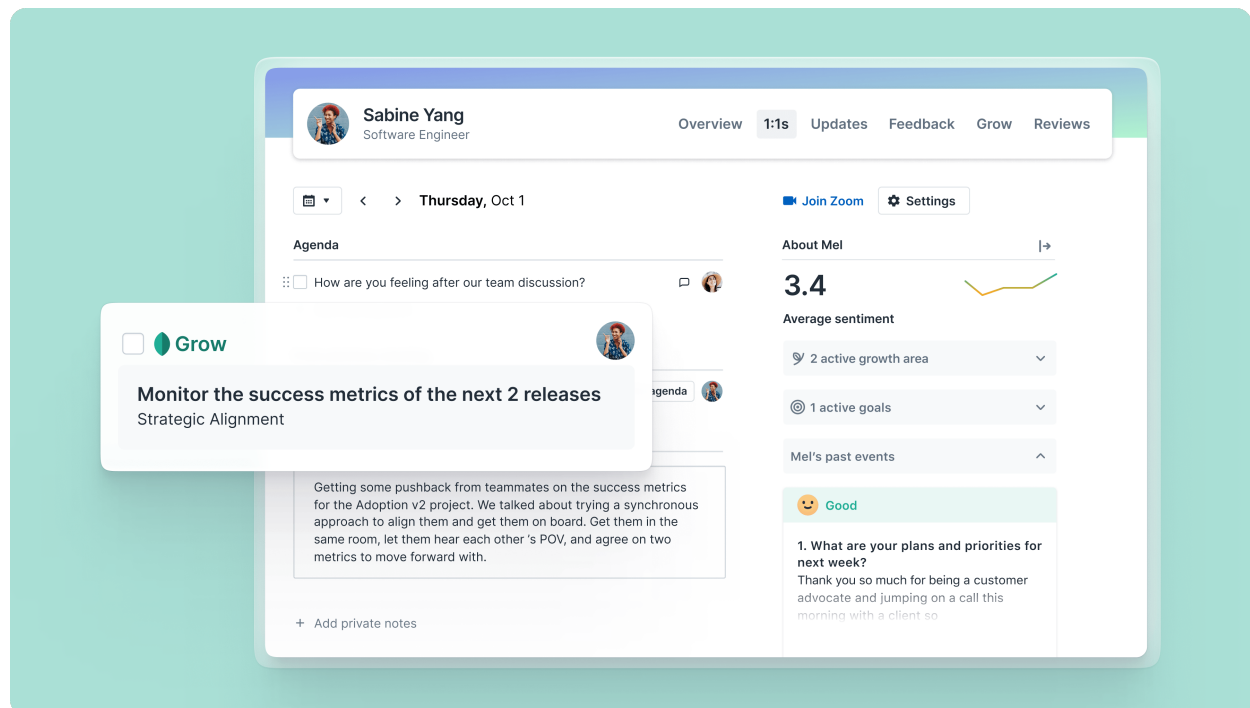 Sabine Yang
Software Engineer
Overview
1:1s
Updates
Feedback
Grow
Reviews
Thursday, Oct 1
Join Zoom
Settings
Agenda
How are you feeling after our team discussion?
Grow
Monitor the success metrics of the next 2 releases
Strategic Alignment
agenda
Getting some pushback from teammates on the success metrics
for the Adoption v2 project. We talked about trying a synchronous
approach to align them and get them on board. Get them in the
same room, let them hear each other 's POV, and agree on two
metrics to move forward with.
+ Add private notes
About Mel
3.4
Average sentiment
2 active growth area
1 active goals
Mel's past events
Good
1. What are your plans and priorities for
next week?
Thank you so much for being a customer
advocate and jumping on a call this
morning with a client so